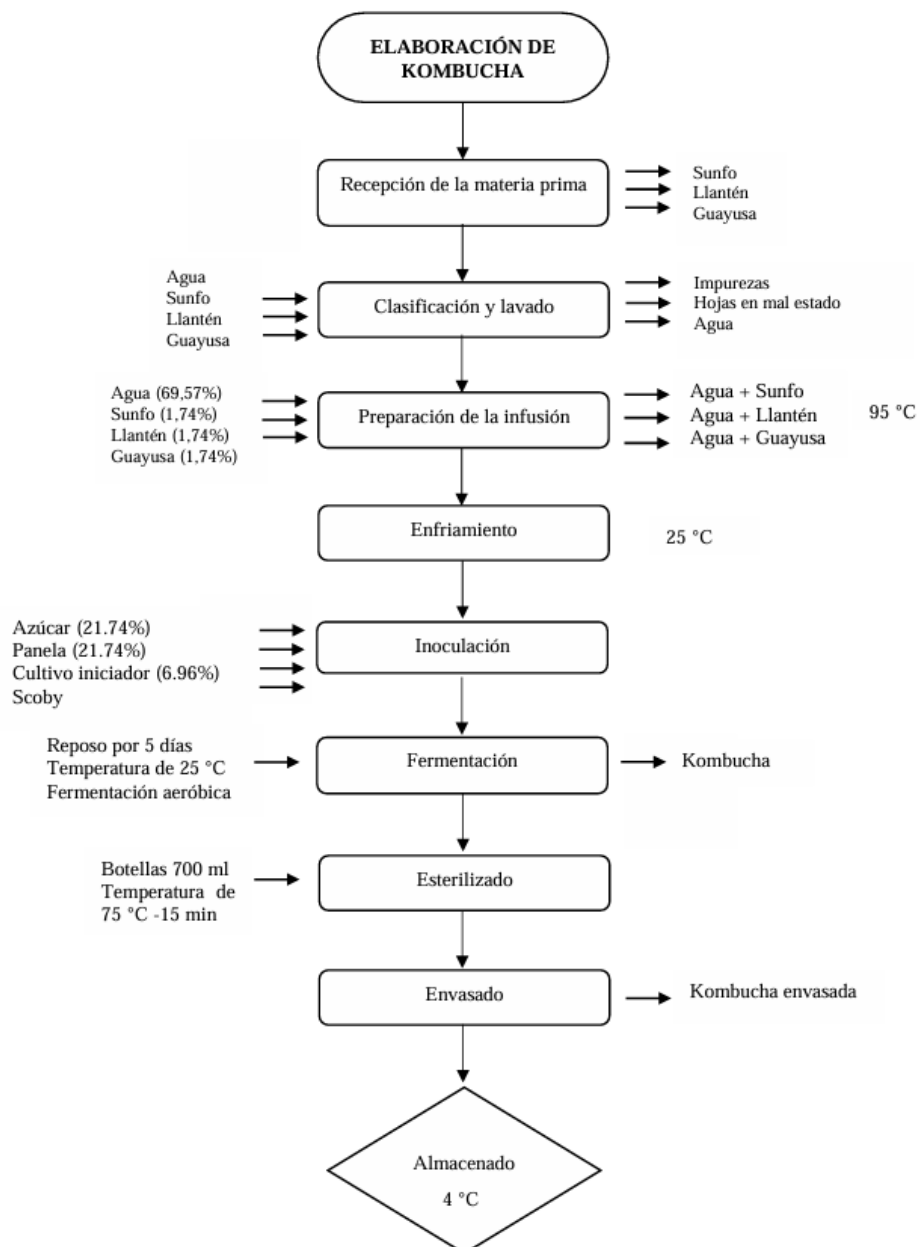 ELABORACIÓN DE
KOMBUCHA
Recepción de la materia prima
Sunfo
Llantén
Guayusa
Agua
Sunfo
Llantén
Guayusa
Clasificación y lavado
Impurezas
Hojas en mal estado
Agua
Agua (69,57%)
Sunfo (1,74%)
Llantén (1,74%)
Guayusa (1,74%)
Preparación de la infusión
Agua + Sunfo
Agua + Llantén
Agua + Guayusa
95 °C
Enfriamiento
25 °C
Azúcar (21.74%)
Panela (21.74%)
Cultivo iniciador (6.96%)
Scoby
Inoculación
Reposo por 5 días
Temperatura de 25 °C
Fermentación aeróbica
Fermentación
Kombucha
Botellas 700 ml
Temperatura de
75 °C -15 min
Esterilizado
Envasado
Kombucha envasada
Almacenado
4 °C